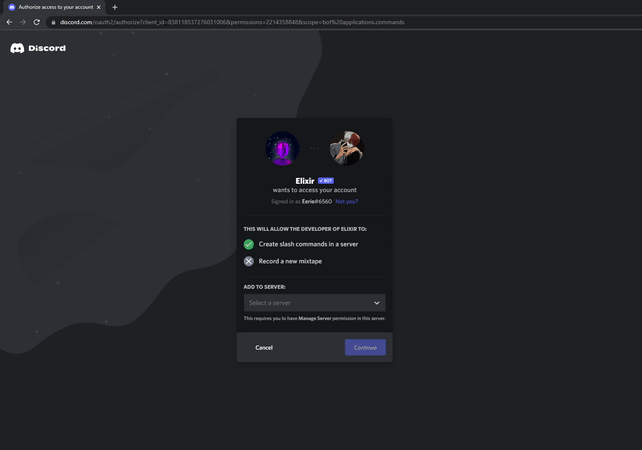 Authorize access to your account
discord.com/oauth2/authorize?client_id=838118537276031006&permissions=2214358848&scope=bot%20applications.commands
Discord
Elixir ✓ BOT
wants to access your account
Signed in as Eerie#6560 Not you?
THIS WILL ALLOW THE DEVELOPER OF ELIXIR TO:
Create slash commands in a server
Record a new mixtape
ADD TO SERVER:
Select a server
This requires you to have Manage Server permission in this server.
Cancel
Continue